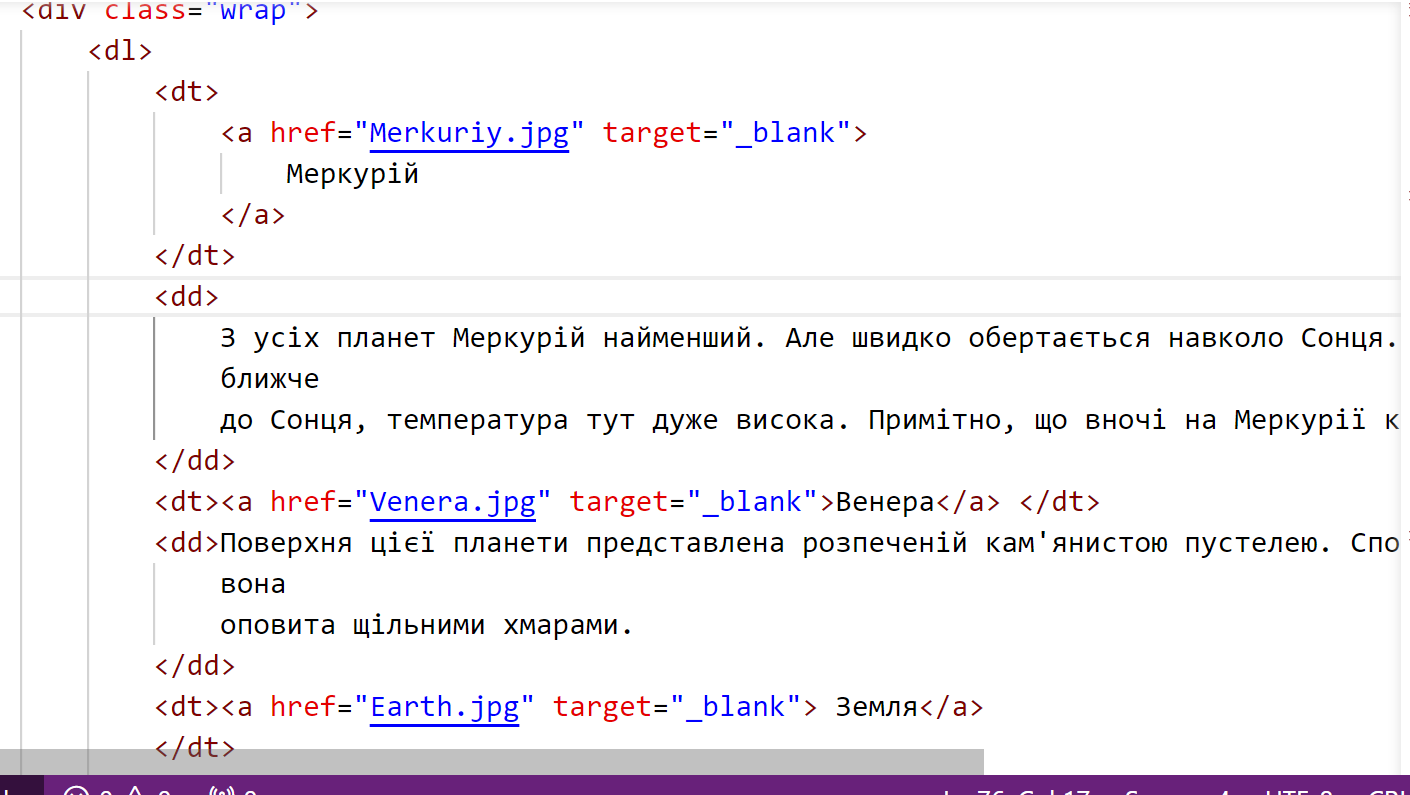 <div class="wrap">
<dl>
<dt>
<a href="Merkuriy.jpg" target="_blank">
Меркурій
</a>
</dt>
<dd>
З усіх планет Меркурій найменший. Але швидко обертається навколо Сонця.
ближче
до Сонця, температура тут дуже висока. Примітно, що вночі на Меркурії к
</dd>
<dt><a href="Venera.jpg" target="_blank">Венера</a> </dt>
<dd>Поверхня цієї планети представлена розпеченій кам'янистою пустелею. Спо
вона
оповита щільними хмарами.
</dd>
<dt><a href="Earth.jpg" target="_blank"> Земля</a>
</dt>